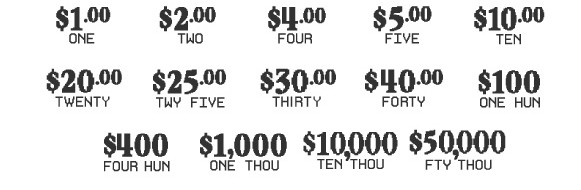 $1.00 $2.00 $4.00 $5.00 $10.00
ONE TWO FOUR FIVE TEN
$20.00 $25.00 $30.00 $40.00 $100
TWENTY TWY FIVE THIRTY FORTY ONE HUN
$400 $1,000 $10,000 $50,000
FOUR HUN ONE THOU TEN THOU FTY THOU